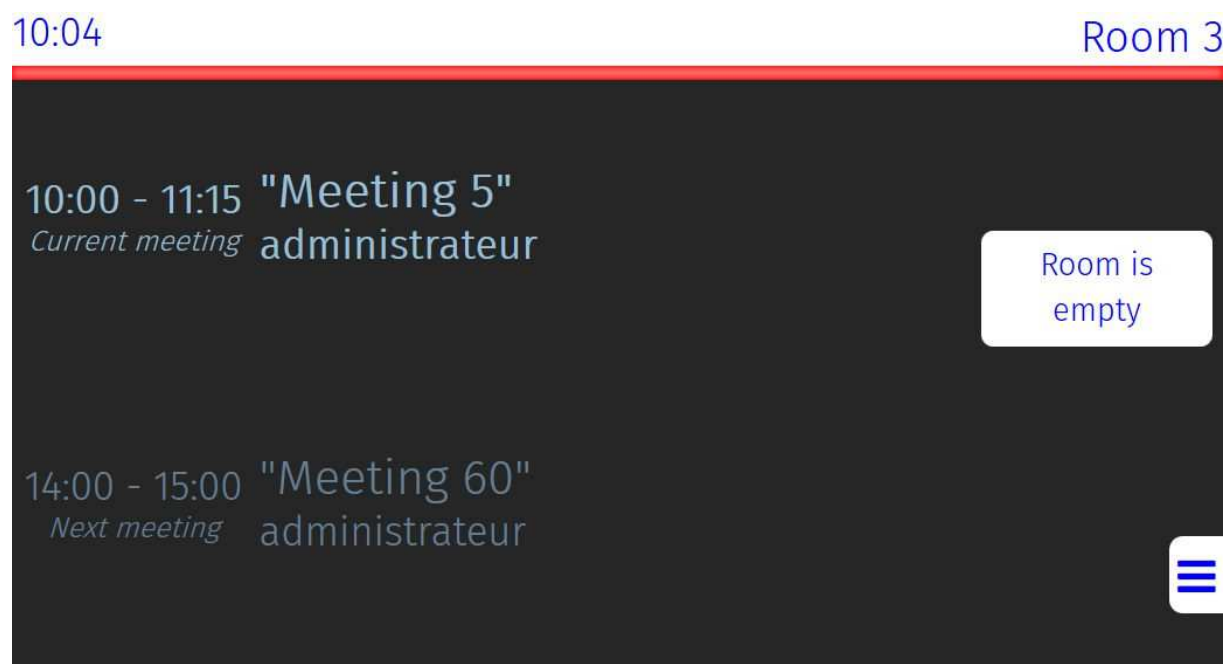 10:04
Room 3
10:00 - 11:15
Current meeting
"Meeting 5"
administrateur
Room is
empty
14:00 - 15:00
Next meeting
"Meeting 60"
administrateur